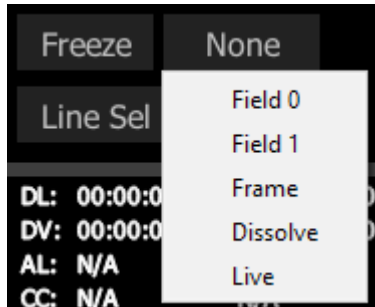 Freeze None
Line Sel
Field 0
Field 1
Frame
Dissolve
Live
DL: 00:00:0
DV: 00:00:0
AL: N/A
CC: N/A